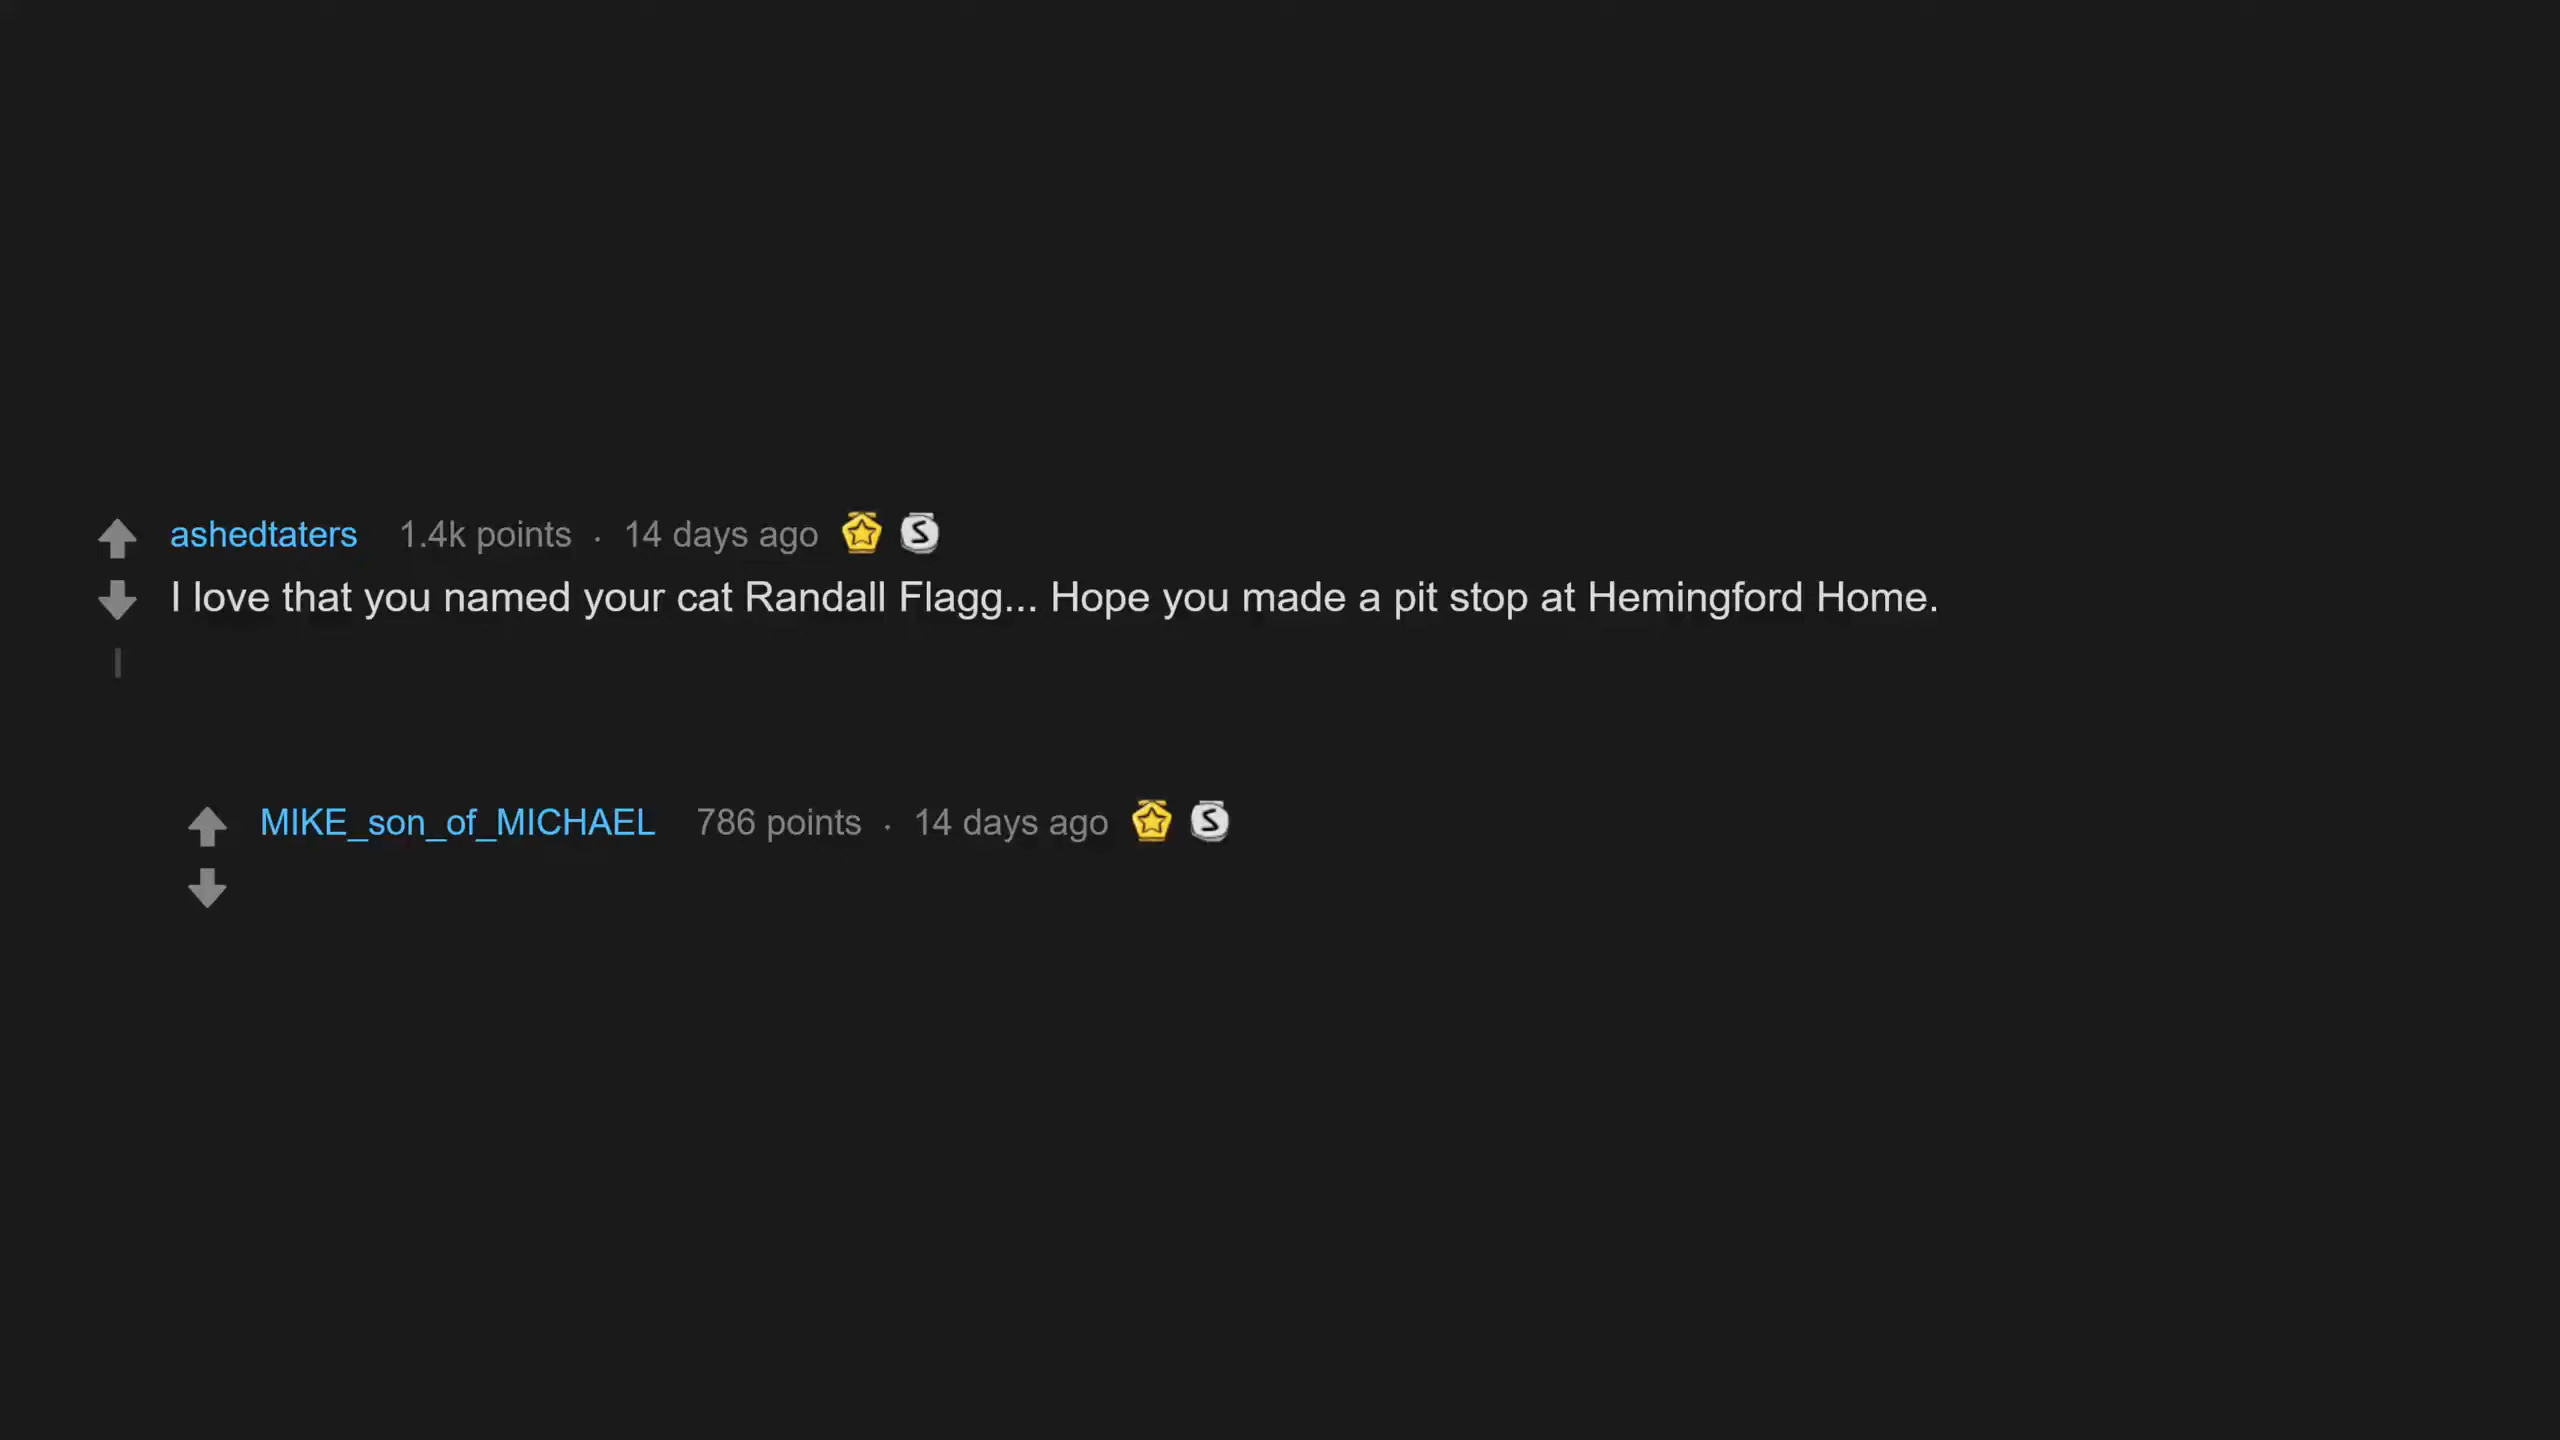 ashedtaters 1.4k points · 14 days ago S
I love that you named your cat Randall Flagg... Hope you made a pit stop at Hemingford Home.
MIKE_son_of_MICHAEL 786 points · 14 days ago S